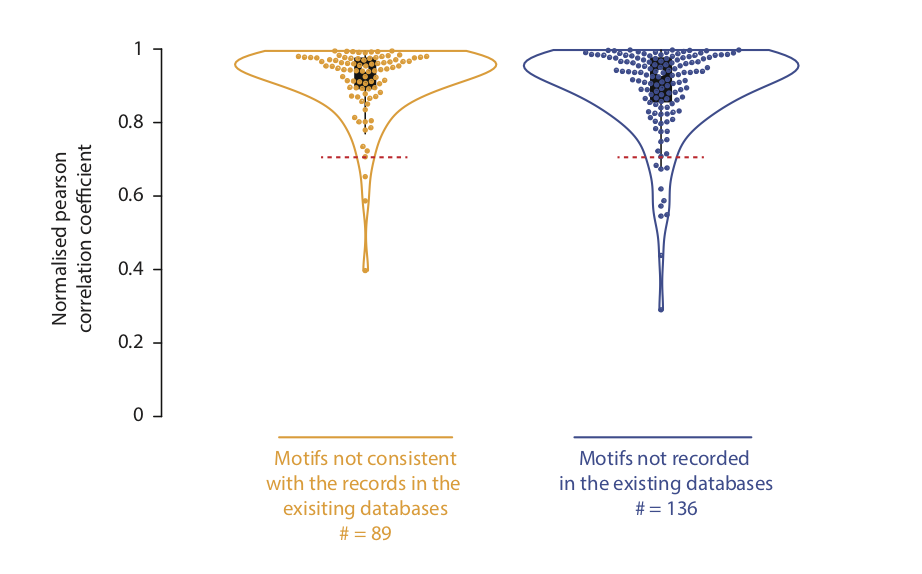 1
0.8
0.6
0.4
0.2
0
Normalised pearson
correlation coefficient
Motifs not consistent
with the records in the
exisiting databases
# = 89
Motifs not recorded
in the existing databases
# = 136